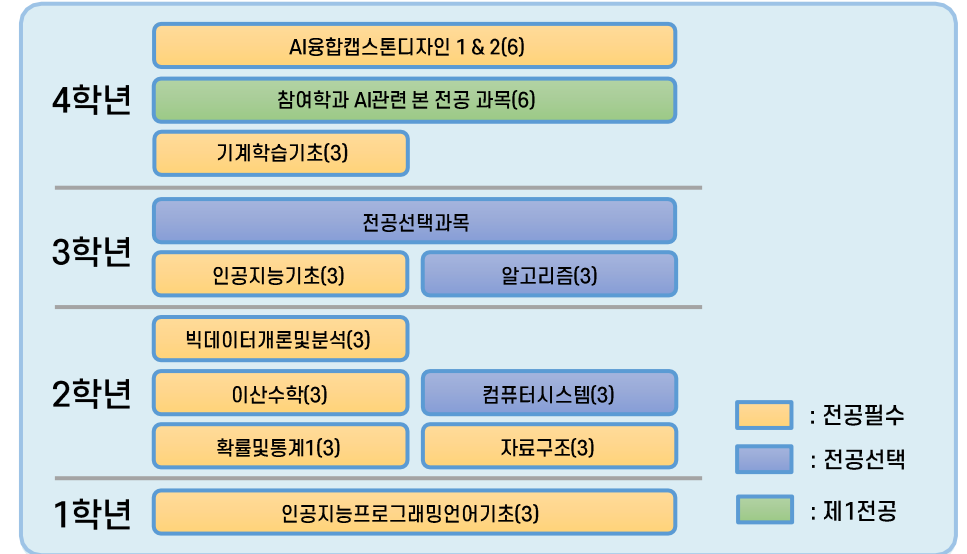 4학년
AI융합캡스톤디자인 1 & 2(6)
참여학과 AI관련 본 전공 과목(6)
기계학습기초(3)
3학년
전공선택과목
인공지능기초(3)
알고리즘(3)
2학년
빅데이터개론및분석(3)
이산수학(3)
컴퓨터시스템(3)
확률및통계1(3)
자료구조(3)
1학년
인공지능프로그래밍언어기초(3)
: 전공필수
: 전공선택
: 제1전공